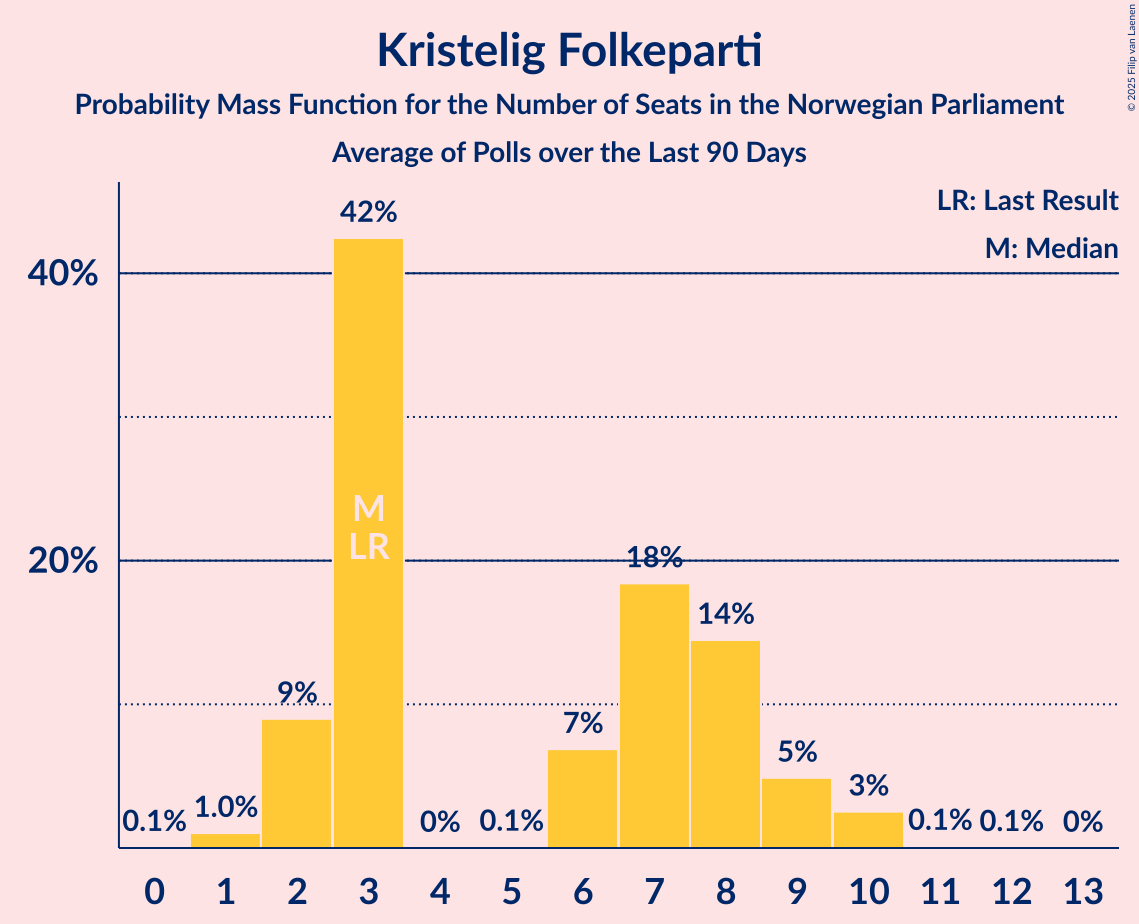 Kristelig Folkeparti
Probability Mass Function for the Number of Seats in the Norwegian Parliament
Average of Polls over the Last 90 Days
© 2025 Filip van Laenen
LR: Last Result
M: Median
40%
20%
42%
M
LR
0.1%
1.0%
9%
0%
0.1%
7%
18%
14%
5%
3%
0.1%
0.1%
0%
0 1 2 3 4 5 6 7 8 9 10 11 12 13